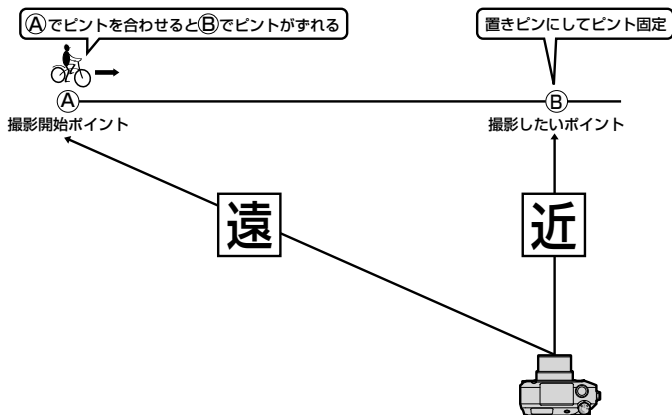 Ⓐでピントを合わせるとⒷでピントがずれる
置きピンにしてピント固定
Ⓐ
Ⓑ
撮影開始ポイント
撮影したいポイント
遠
近